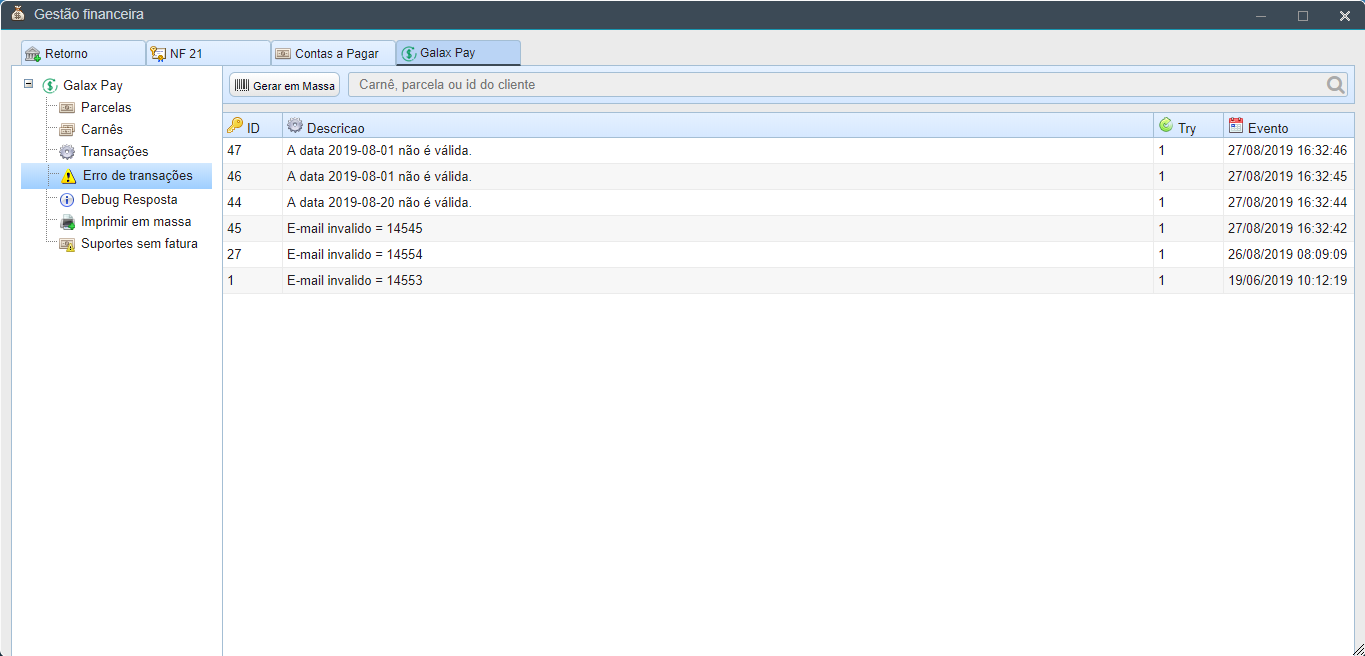 Gestão financeira
Retorno NF 21 Contas a Pagar Galax Pay
Galax Pay
Parcelas
Carnês
Transações
Erro de transações
Debug Resposta
Imprimir em massa
Suportes sem fatura
Gerar em Massa Carnê, parcela ou id do cliente
ID Descricao Try Evento
47 A data 2019-08-01 não é válida. 1 27/08/2019 16:32:46
46 A data 2019-08-01 não é válida. 1 27/08/2019 16:32:45
44 A data 2019-08-20 não é válida. 1 27/08/2019 16:32:44
45 E-mail invalido = 14545 1 27/08/2019 16:32:42
27 E-mail invalido = 14554 1 26/08/2019 08:09:09
1 E-mail invalido = 14553 1 19/06/2019 10:12:19